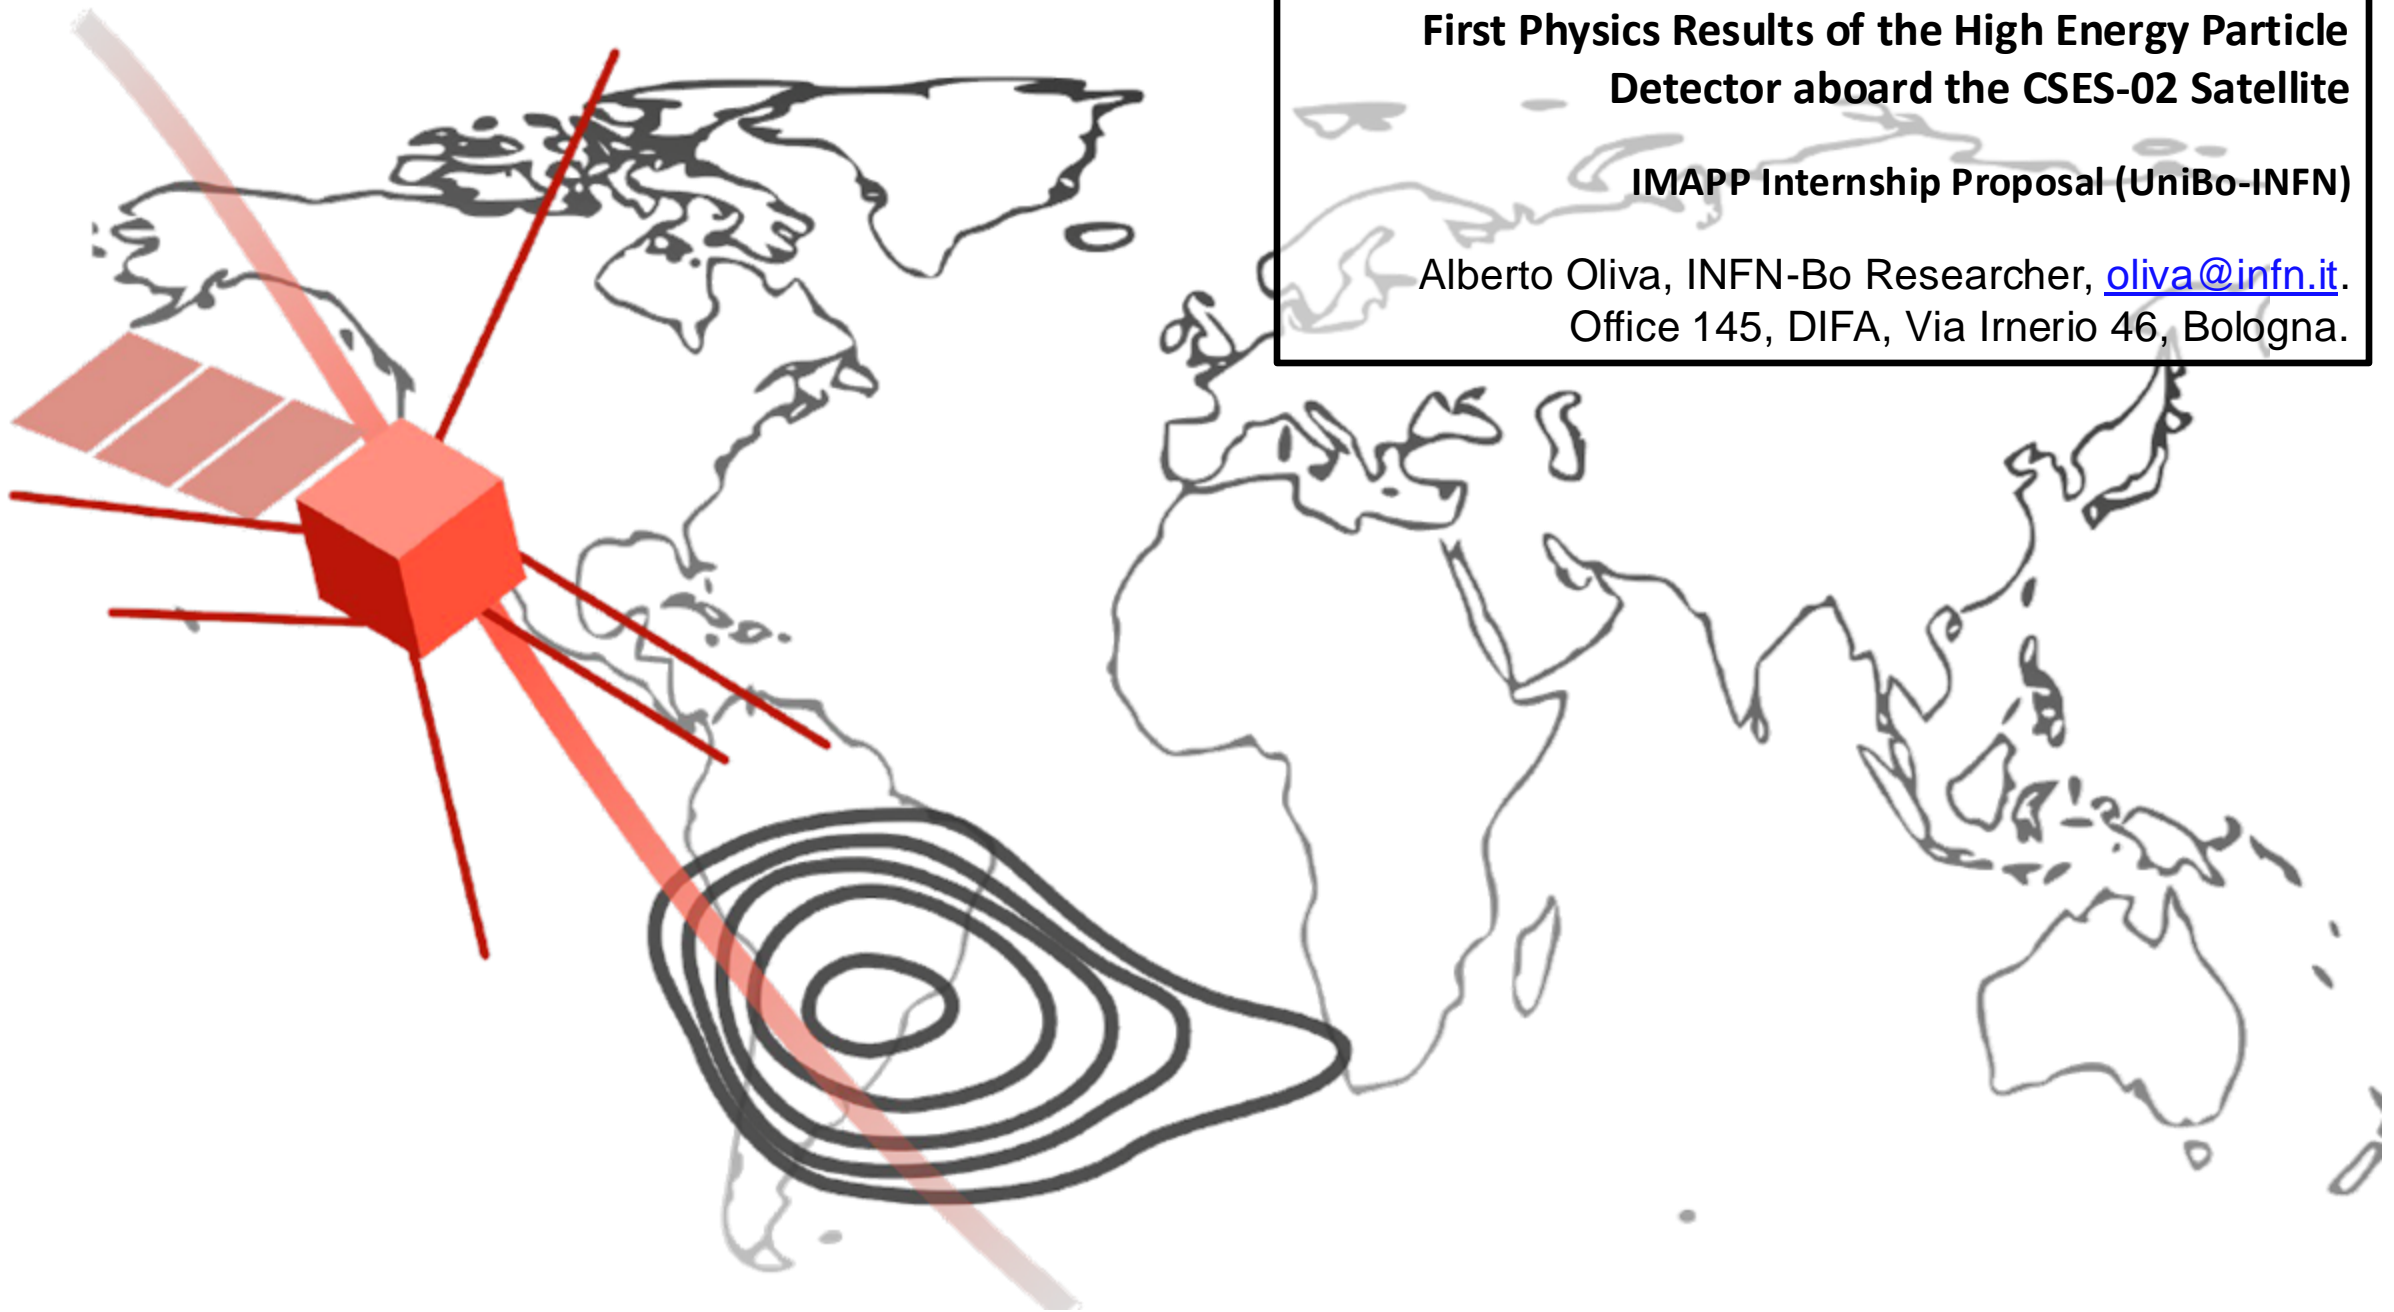 First Physics Results of the High Energy Particle
Detector aboard the CSES-02 Satellite
IMAPP Internship Proposal (UniBo-INFN)
Alberto Oliva, INFN-Bo Researcher, oliva@infn.it.
Office 145, DIFA, Via Irnerio 46, Bologna.